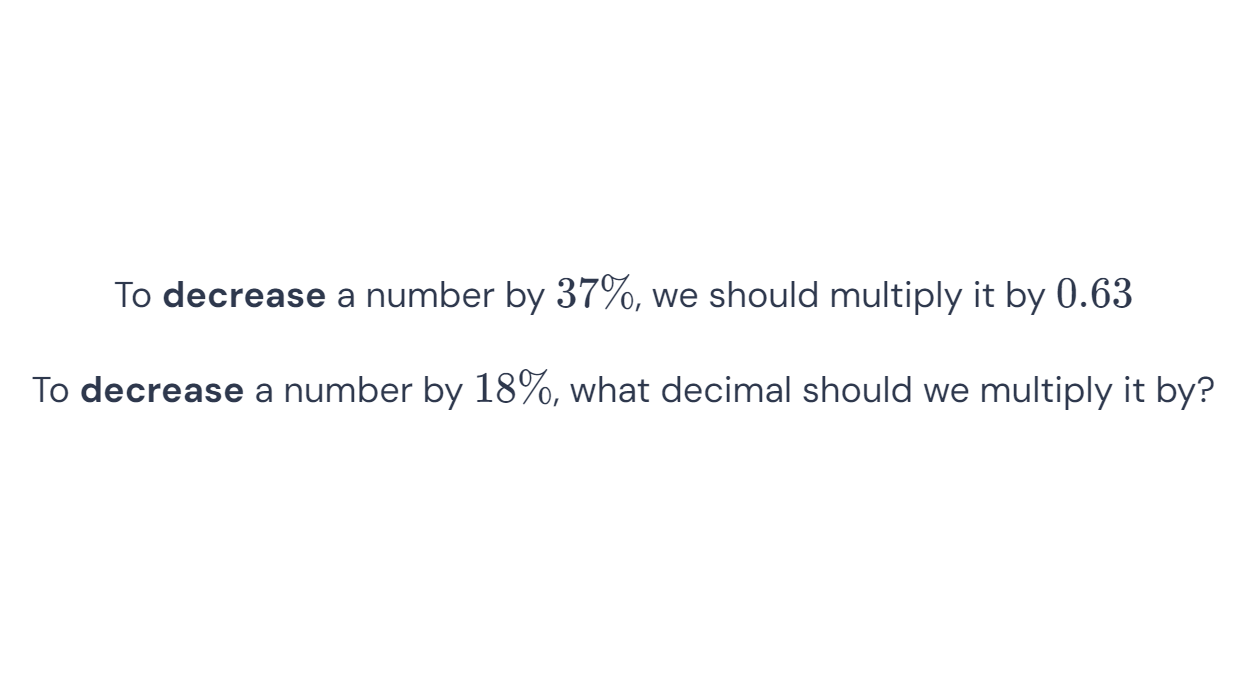 To decrease a number by 37%, we should multiply it by 0.63
To decrease a number by 18%, what decimal should we multiply it by?